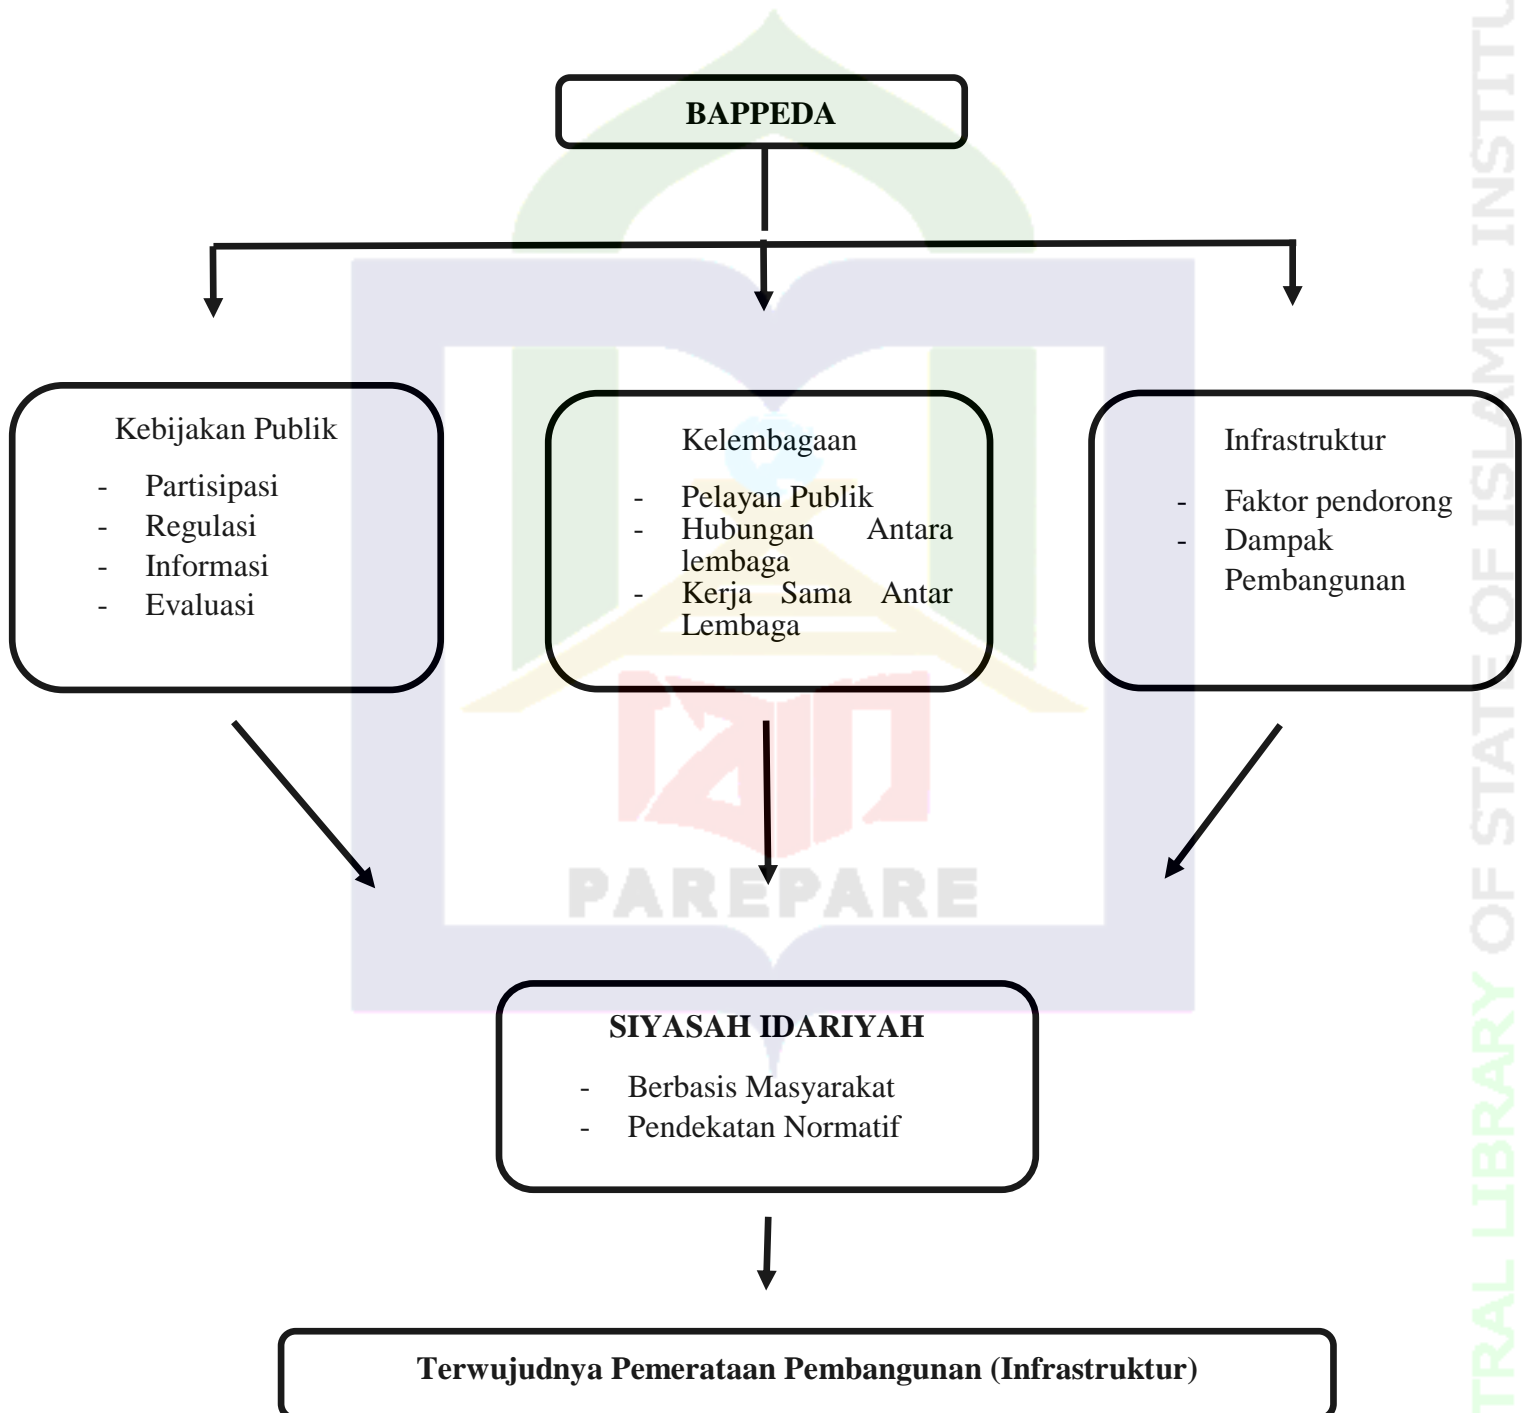 BAPPEDA
Kebijakan Publik
- Partisipasi
- Regulasi
- Informasi
- Evaluasi
Kelembagaan
- Pelayan Publik
- Hubungan Antara
lembaga
- Kerja Sama Antar
Lembaga
Infrastruktur
- Faktor pendorong
- Dampak
Pembangunan
PAREPARE
SIYASAH IDARIYAH
- Berbasis Masyarakat
- Pendekatan Normatif
Terwujudnya Pemerataan Pembangunan (Infrastruktur)
TRAL LIBRARY OF STATE OF ISLAMIC INSTITU